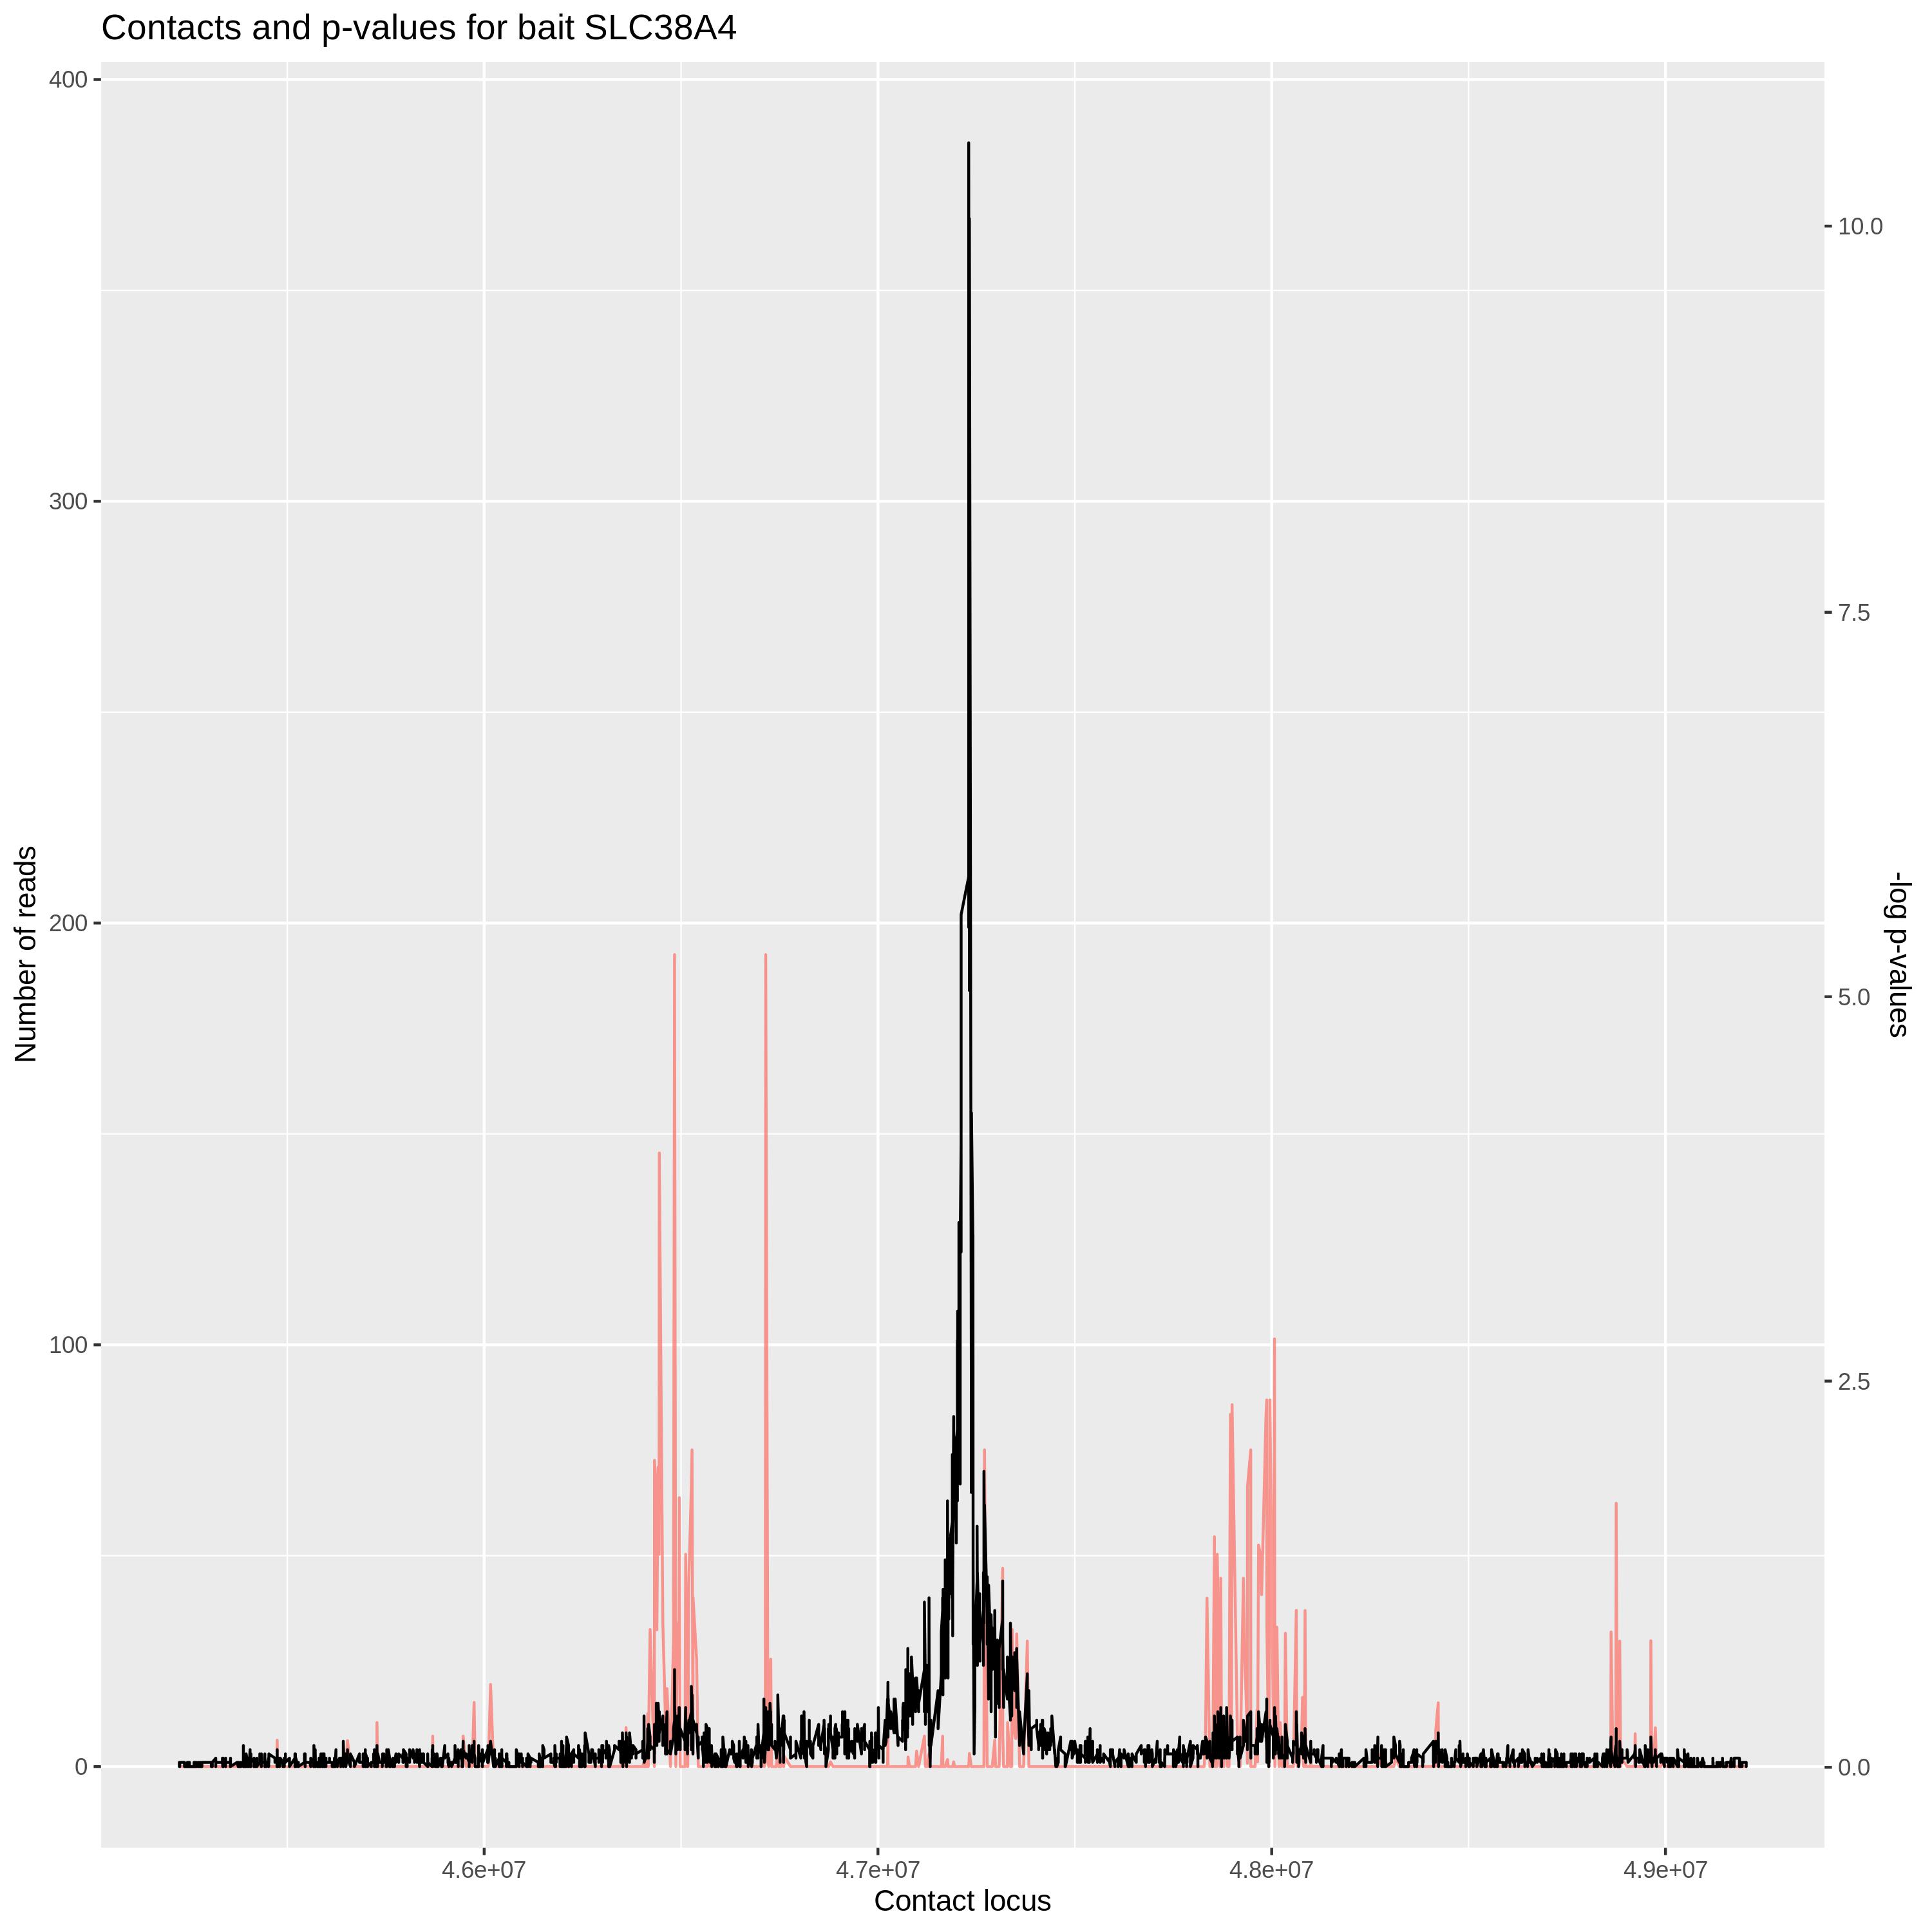 Contacts and p-values for bait SLC38A4
400
300
200
100
0
Number of reads
10.0
7.5
5.0
2.5
0.0
-log p-values
4.6e+07
4.7e+07
4.8e+07
4.9e+07
Contact locus